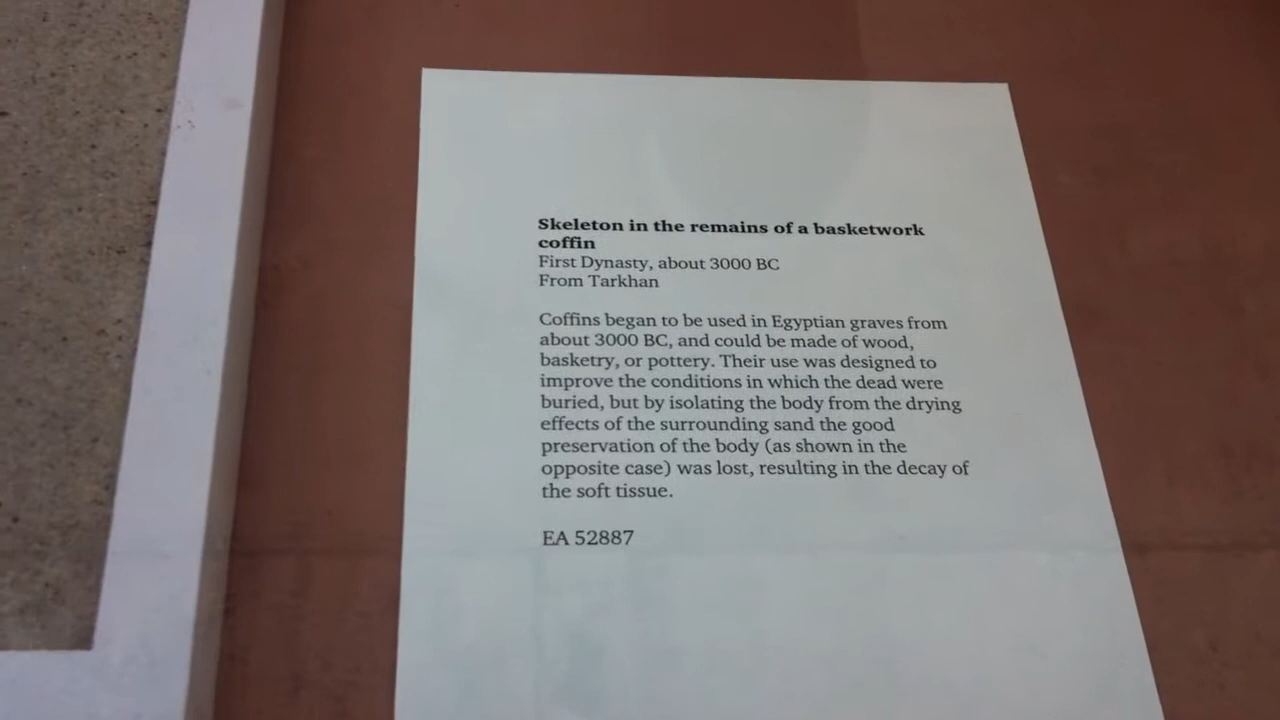 Skeleton in the remains of a basketwork
coffin
First Dynasty, about 3000 BC
From Tarkhan
Coffins began to be used in Egyptian graves from
about 3000 BC, and could be made of wood,
basketry, or pottery. Their use was designed to
improve the conditions in which the dead were
buried, but by isolating the body from the drying
effects of the surrounding sand the good
preservation of the body (as shown in the
opposite case) was lost, resulting in the decay of
the soft tissue.
EA 52887